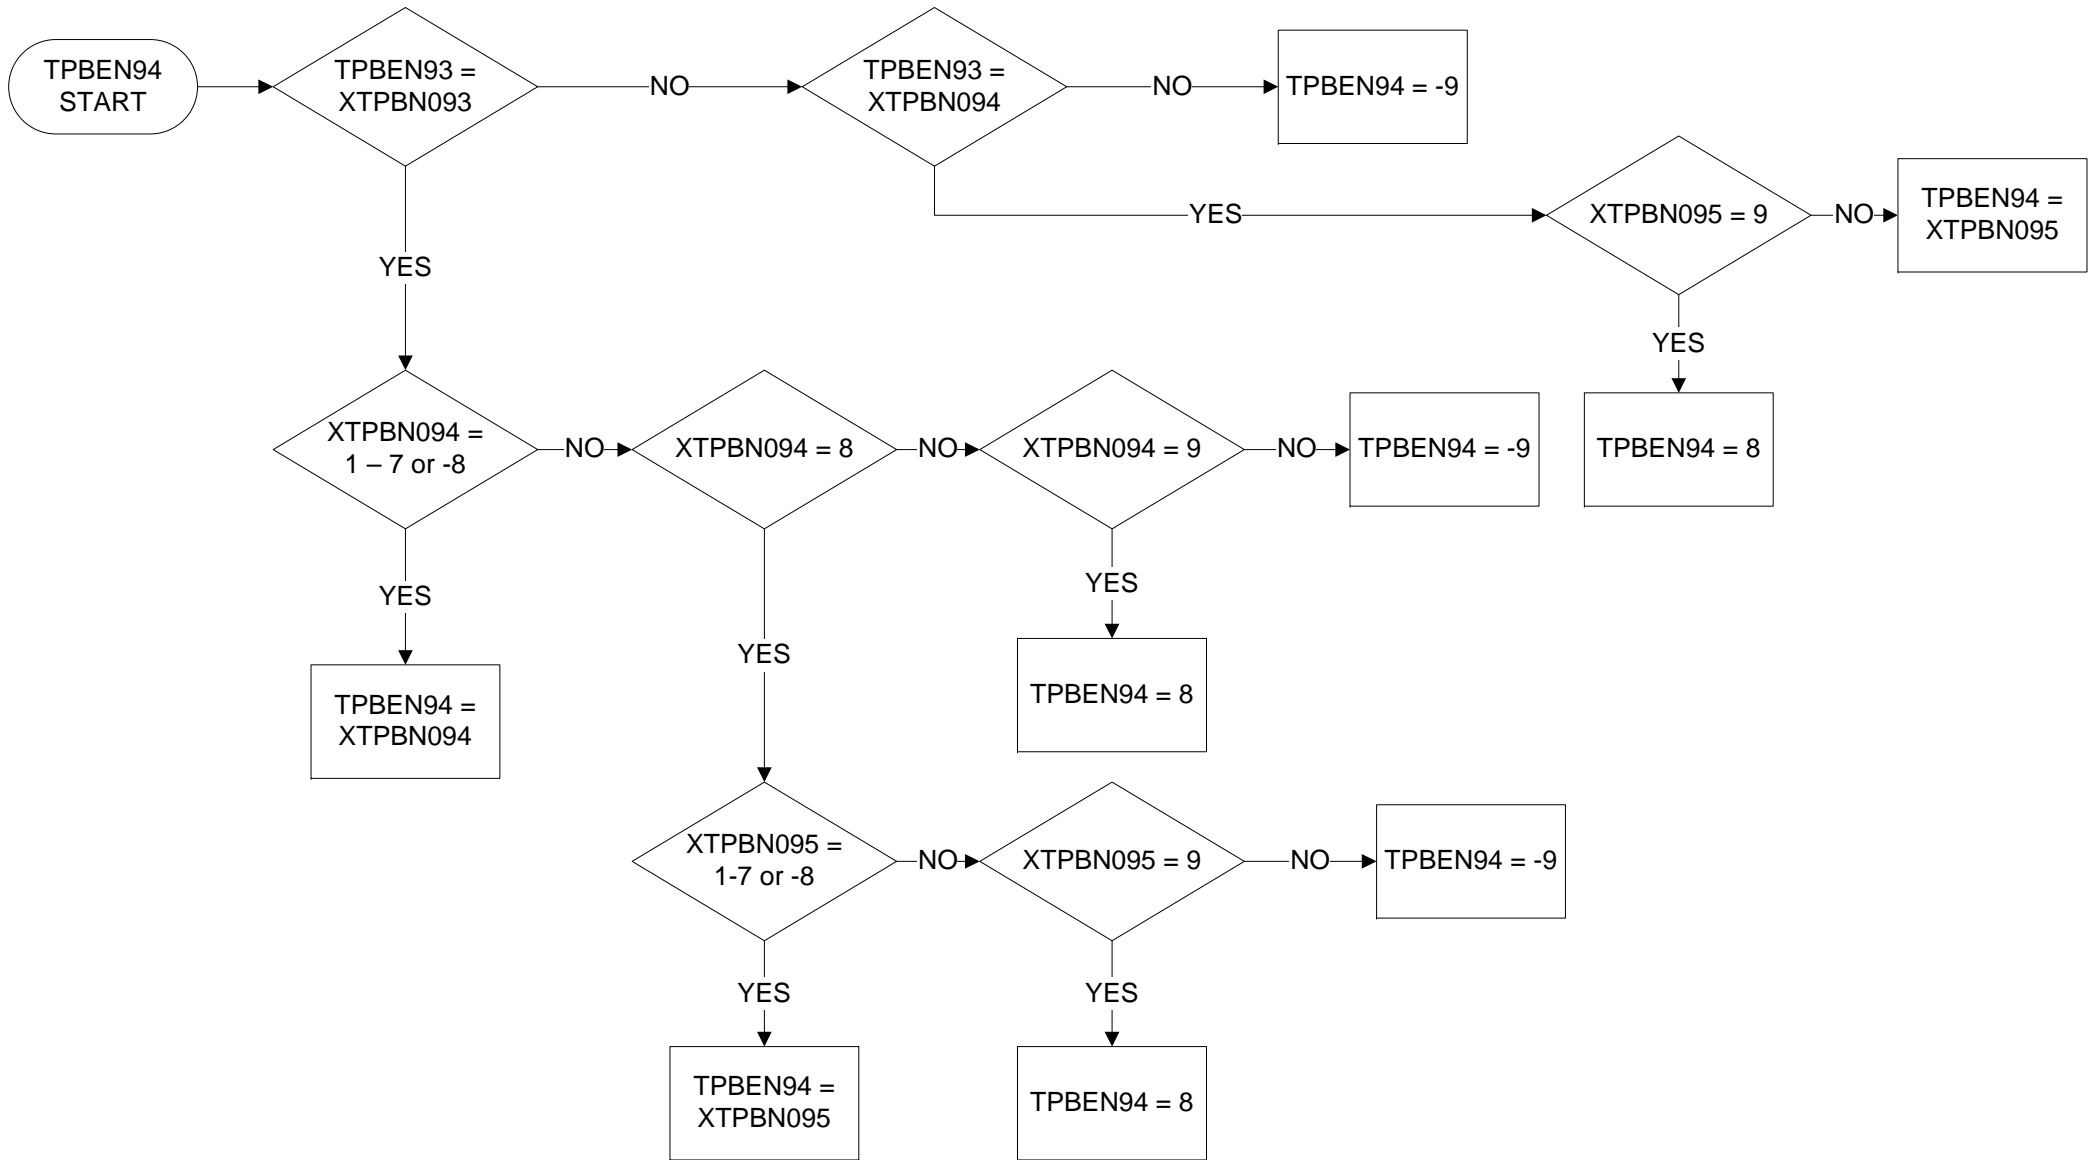 TPBEN94
START
TPBEN93 =
XTPBN093
NO
TPBEN93 =
XTPBN094
NO
TPBEN94 = -9
YES
XTPBN095 = 9
NO
TPBEN94 =
XTPBN095
YES
YES
TPBEN94 = 8
XTPBN094 =
1 – 7 or -8
NO
XTPBN094 = 8
NO
XTPBN094 = 9
NO
TPBEN94 = -9
YES
TPBEN94 =
XTPBN094
YES
YES
TPBEN94 = 8
XTPBN095 =
1-7 or -8
NO
XTPBN095 = 9
NO
TPBEN94 = -9
YES
TPBEN94 =
XTPBN095
YES
TPBEN94 = 8